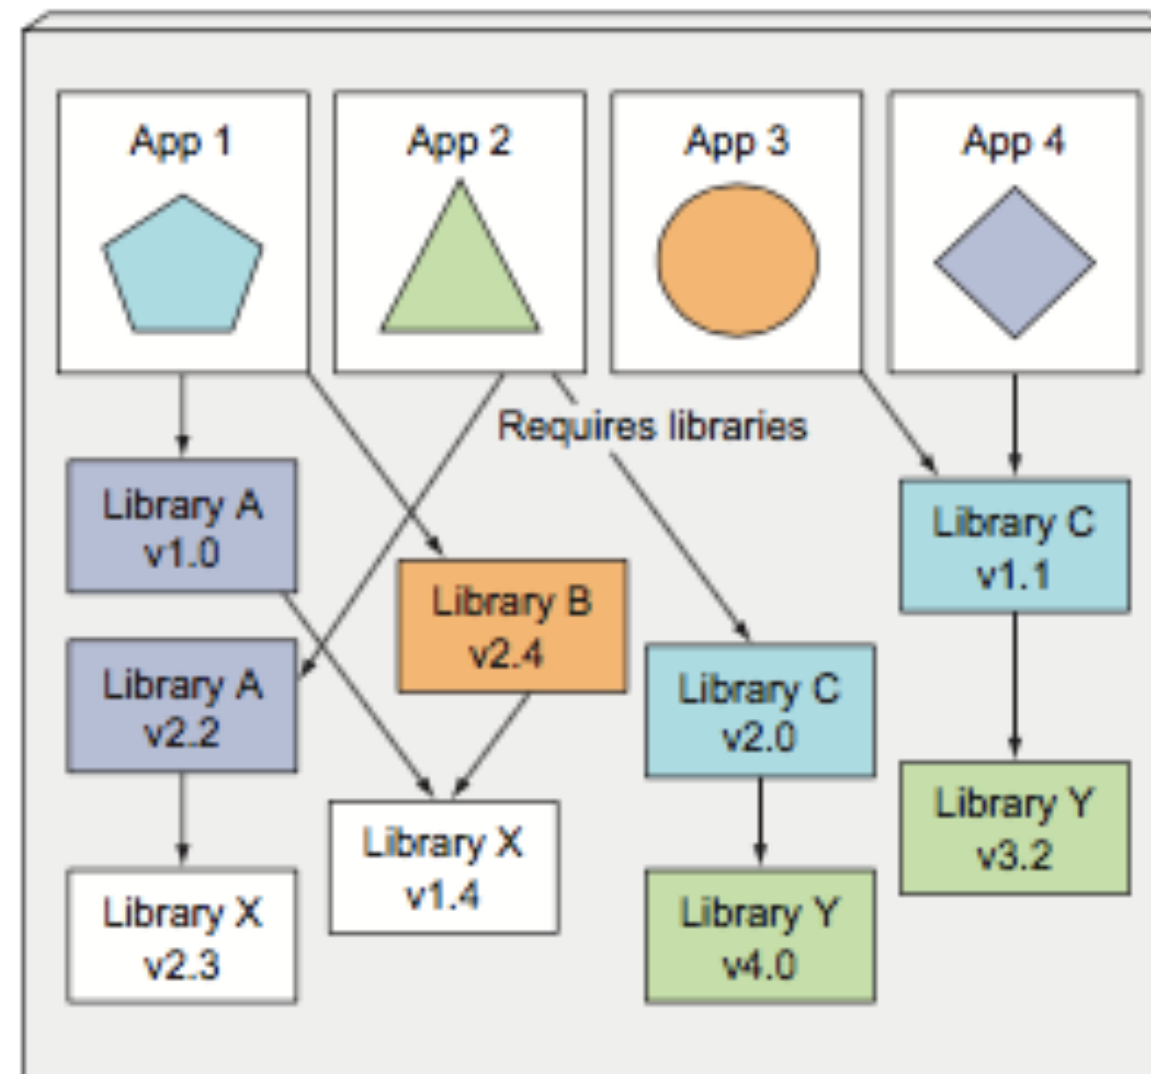 App 1
App 2
App 3
App 4
Requires libraries
Library A
v1.0
Library C
v1.1
Library B
v2.4
Library A
v2.2
Library C
v2.0
Library Y
v3.2
Library X
v1.4
Library X
v2.3
Library Y
v4.0